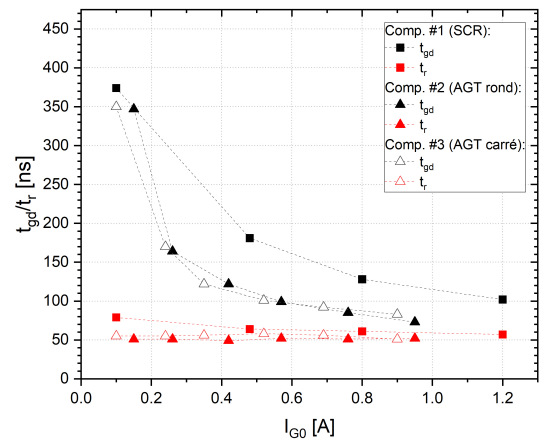 450
400
350
300
250
200
150
100
50
0
0.0 0.2 0.4 0.6 0.8 1.0 1.2
t_gd/t_r [ns]
I_G0 [A]
Comp. #1 (SCR):
t_gd
t_r
Comp. #2 (AGT rond):
t_gd
t_r
Comp. #3 (AGT carré):
t_gd
t_r